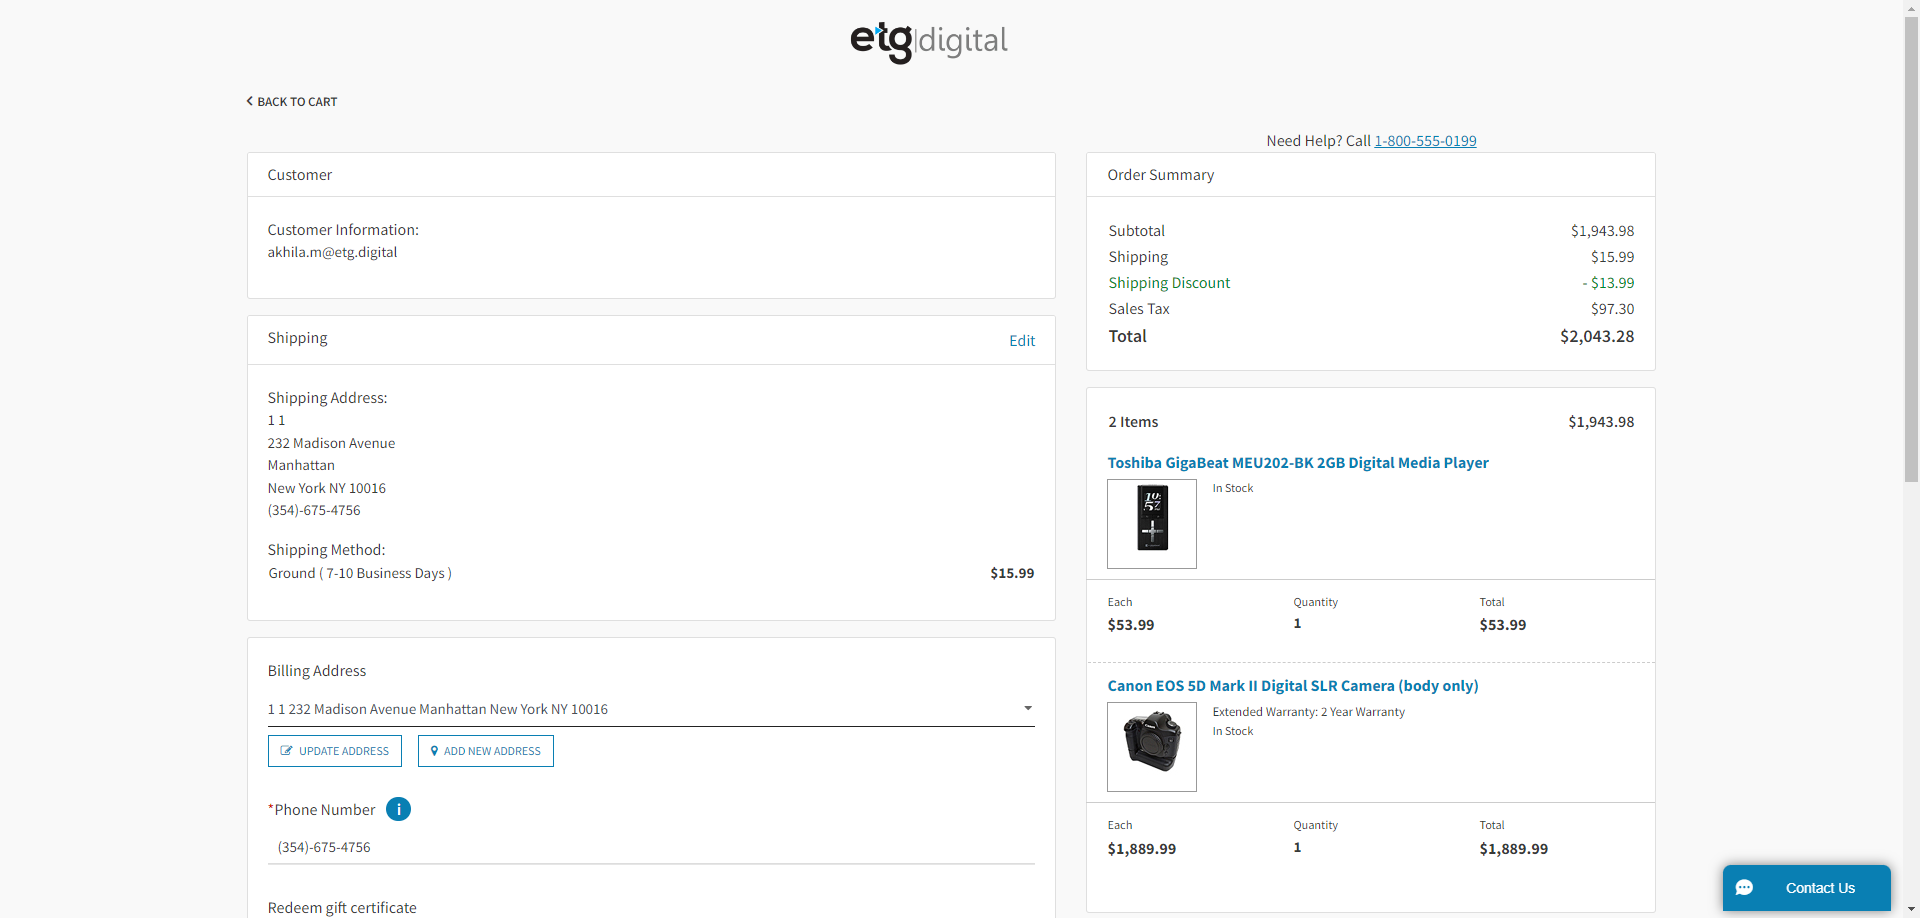 etg|digital
BACK TO CART
Need Help? Call 1-800-555-0199
Customer
Customer Information:
akhila.m@etg.digital
Shipping
Edit
Shipping Address:
1 1
232 Madison Avenue
Manhattan
New York NY 10016
(354)-675-4756
Shipping Method:
Ground ( 7-10 Business Days ) $15.99
Billing Address
1 1 232 Madison Avenue Manhattan New York NY 10016
UPDATE ADDRESS
ADD NEW ADDRESS
*Phone Number i
(354)-675-4756
Redeem gift certificate
Order Summary
Subtotal $1,943.98
Shipping $15.99
Shipping Discount - $13.99
Sales Tax $97.30
Total $2,043.28
2 Items $1,943.98
Toshiba GigaBeat MEU202-BK 2GB Digital Media Player
10:
57
In Stock
Each Quantity Total
$53.99 1 $53.99
Canon EOS 5D Mark II Digital SLR Camera (body only)
Extended Warranty: 2 Year Warranty
In Stock
Each Quantity Total
$1,889.99 1 $1,889.99
Contact Us